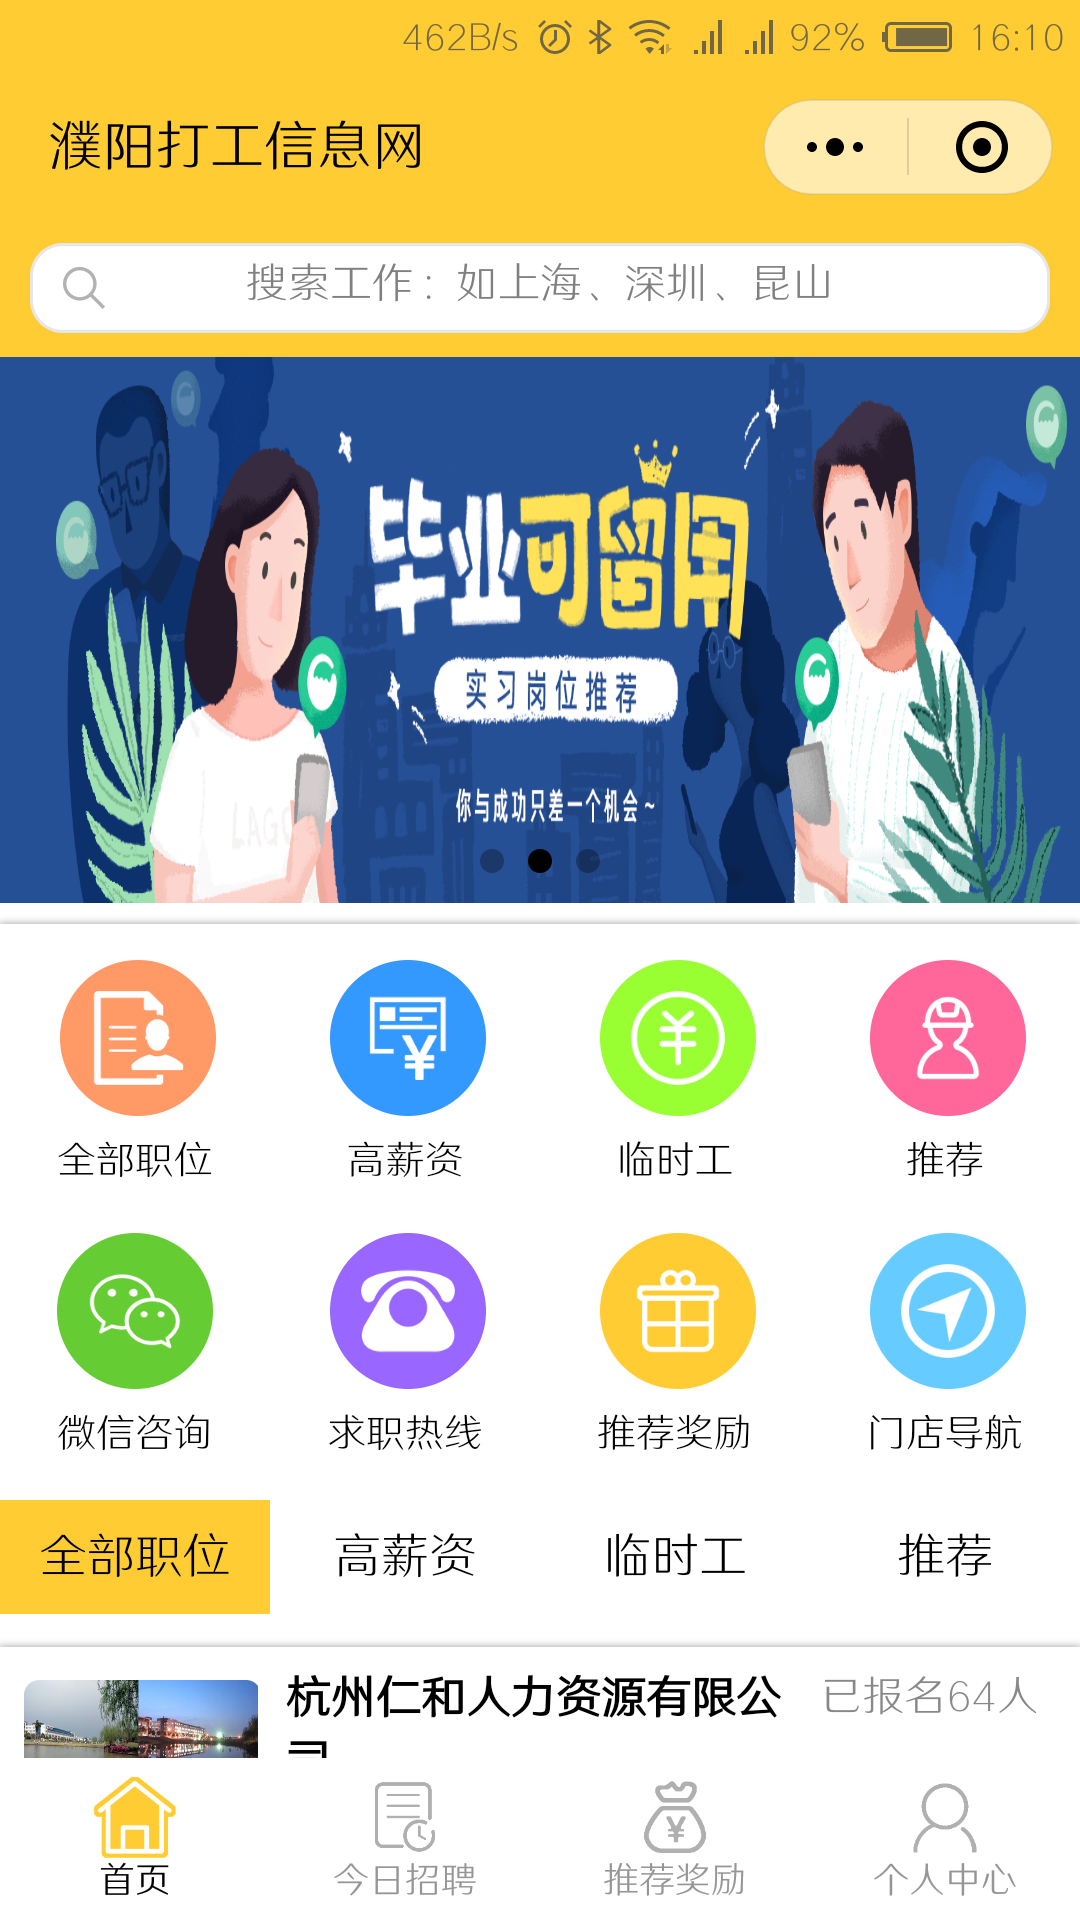 462B/s 92% 16:10
濮阳打工信息网
搜索工作：如上海、深圳、昆山
毕业可留用
实习岗位推荐
LAGO
你与成功只差一个机会~
全部职位 高薪资 临时工 推荐
微信咨询 求职热线 推荐奖励 门店导航
全部职位 高薪资 临时工 推荐
杭州仁和人力资源有限公 已报名64人
司
首页 今日招聘 推荐奖励 个人中心